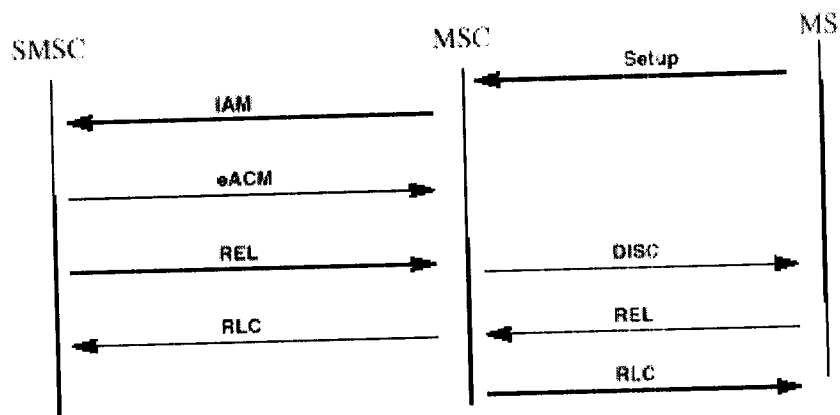 SMSC
MSC
MS
Setup
IAM
eACM
REL
DISC
RLC
REL
RLC